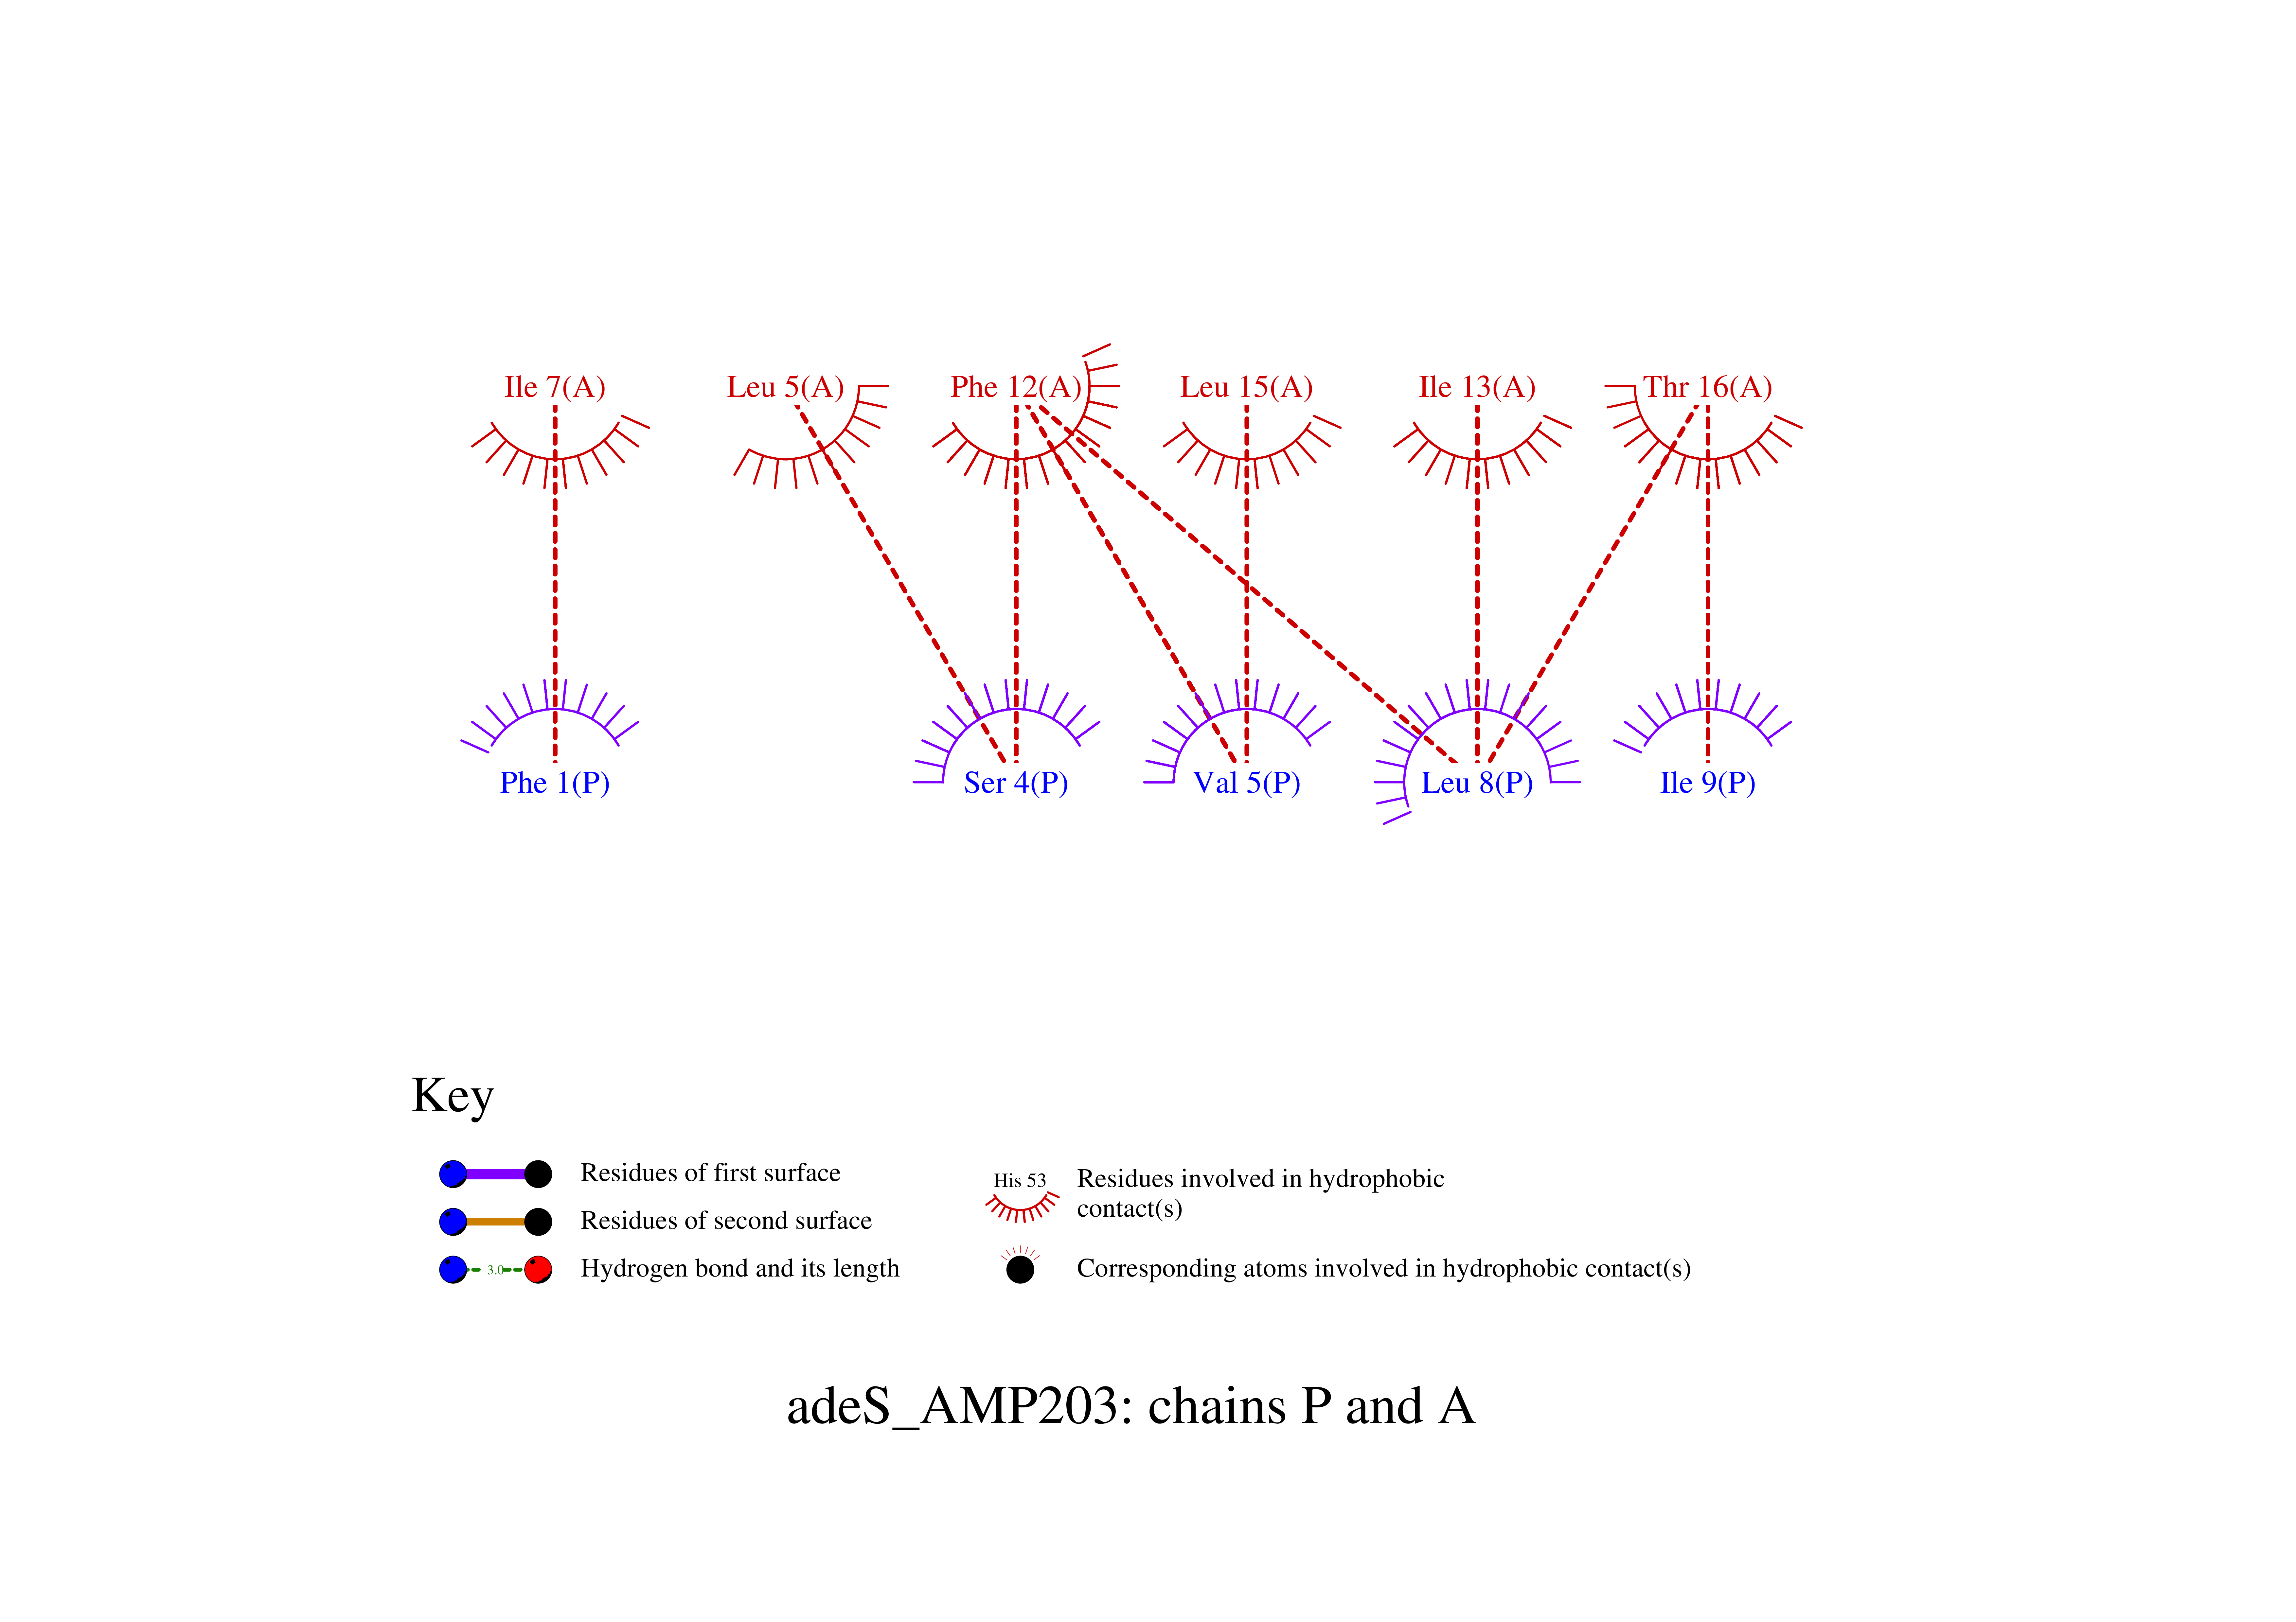 Ile 7(A) Leu 5(A) Phe 12(A) Leu 15(A) Ile 13(A) Thr 16(A)
Phe 1(P) Ser 4(P) Val 5(P) Leu 8(P) Ile 9(P)
Key
Residues of first surface
Residues of second surface
3.0 Hydrogen bond and its length
His 53 Residues involved in hydrophobic
contact(s)
Corresponding atoms involved in hydrophobic contact(s)
adeS_AMP203: chains P and A